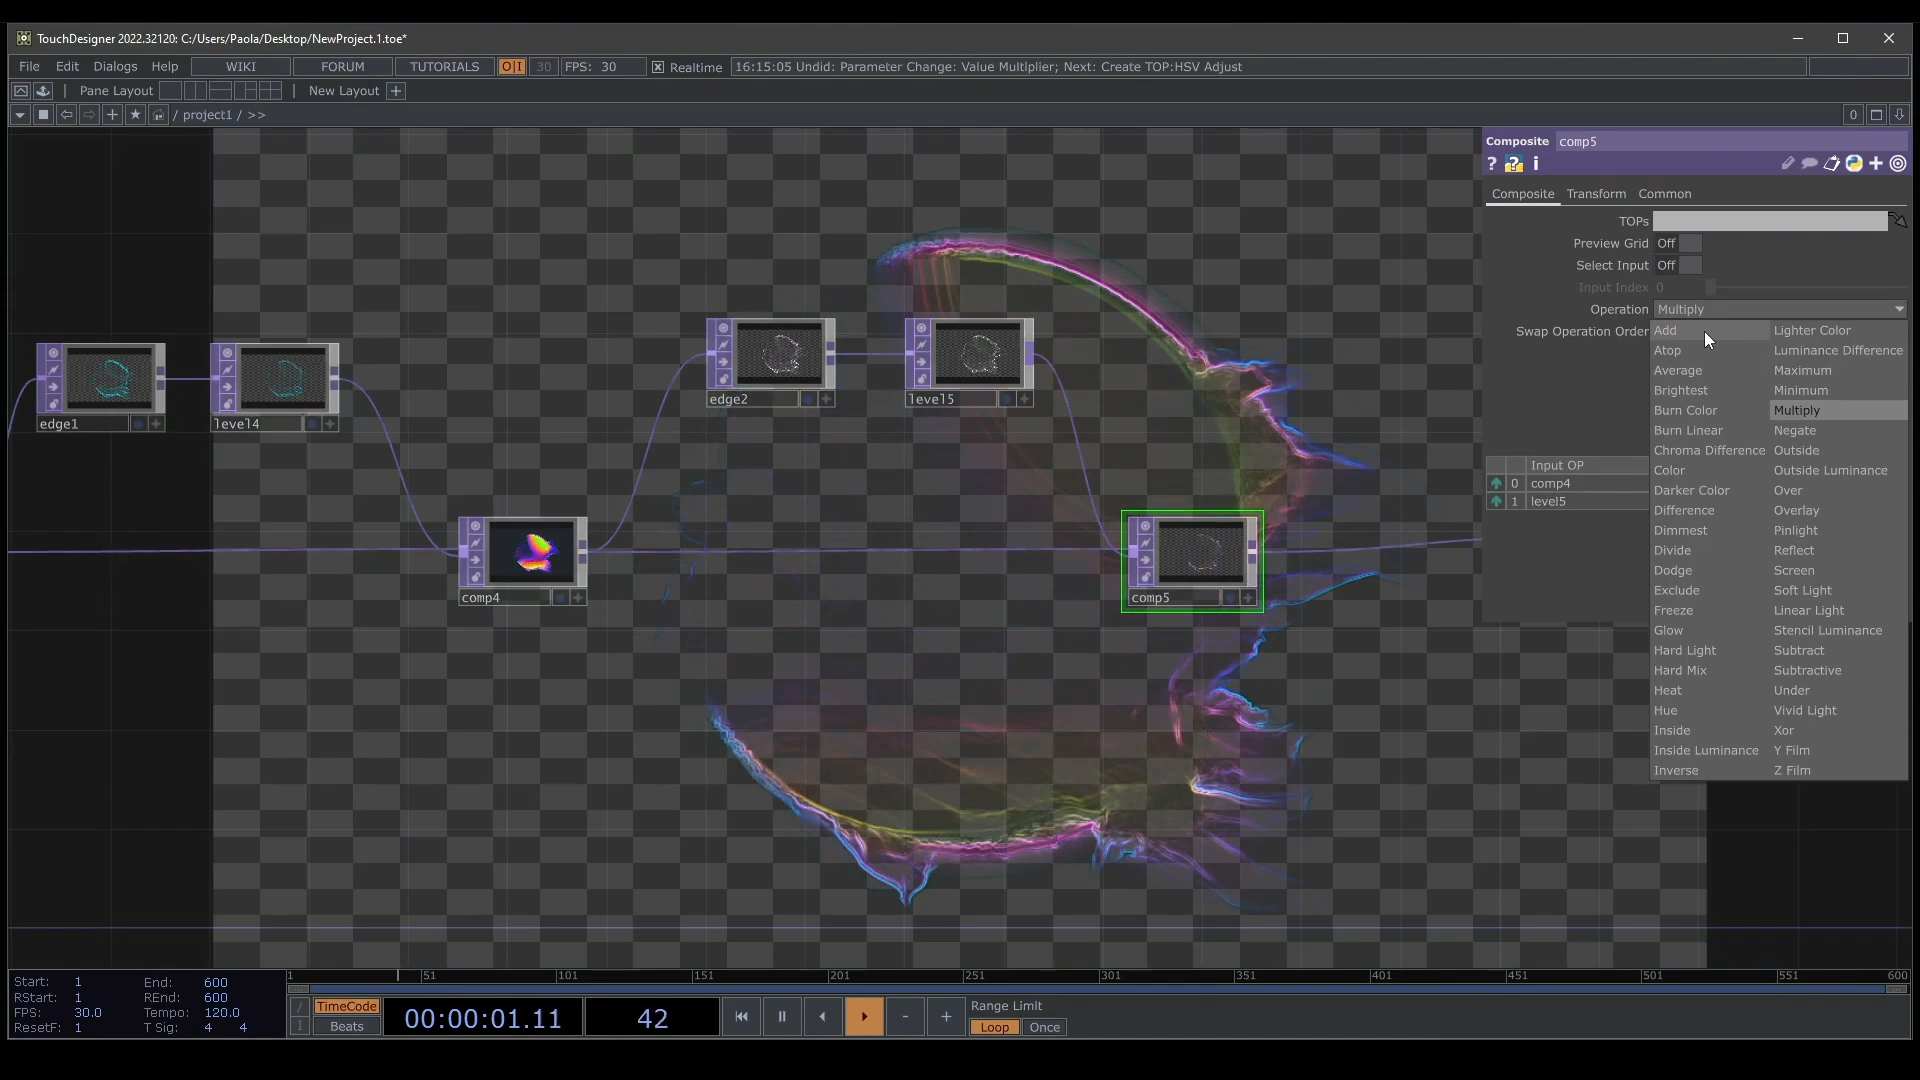 TouchDesigner 2022.32120: C:/Users/Paola/Desktop/NewProject.1.toe*
File Edit Dialogs Help WIKI FORUM TUTORIALS O|I 30 FPS: 30 Realtime 16:15:05 Undid: Parameter Change: Value Multiplier; Next: Create TOP:HSV Adjust
Pane Layout New Layout +
/ project1 / >> 0
Composite comp5
? ? i
Composite Transform Common
TOPs
Preview Grid Off
Select Input Off
Input Index 0
Operation Multiply
Swap Operation Order
Add Lighter Color
Atop Luminance Difference
Average Maximum
Brightest Minimum
Burn Color Multiply
Burn Linear Negate
Chroma Difference Outside
Color Outside Luminance
Darker Color Over
Difference Overlay
Dimmest Pinlight
Divide Reflect
Dodge Screen
Exclude Soft Light
Freeze Linear Light
Glow Stencil Luminance
Hard Light Subtract
Hard Mix Subtractive
Heat Under
Hue Vivid Light
Inside Xor
Inside Luminance Y Film
Inverse Z Film
Input OP
0 comp4
1 level5
edge1
level4
edge2
level5
comp4
comp5
1 51 101 151 201 251 301 351 401 451 501 551 600
Start: 1 End: 600
RStart: 1 REnd: 600
FPS: 30.0 Tempo: 120.0
ResetF: 1 T Sig: 4 4
TimeCode
Beats
00:00:01.11
42
- +
Range Limit
Loop Once